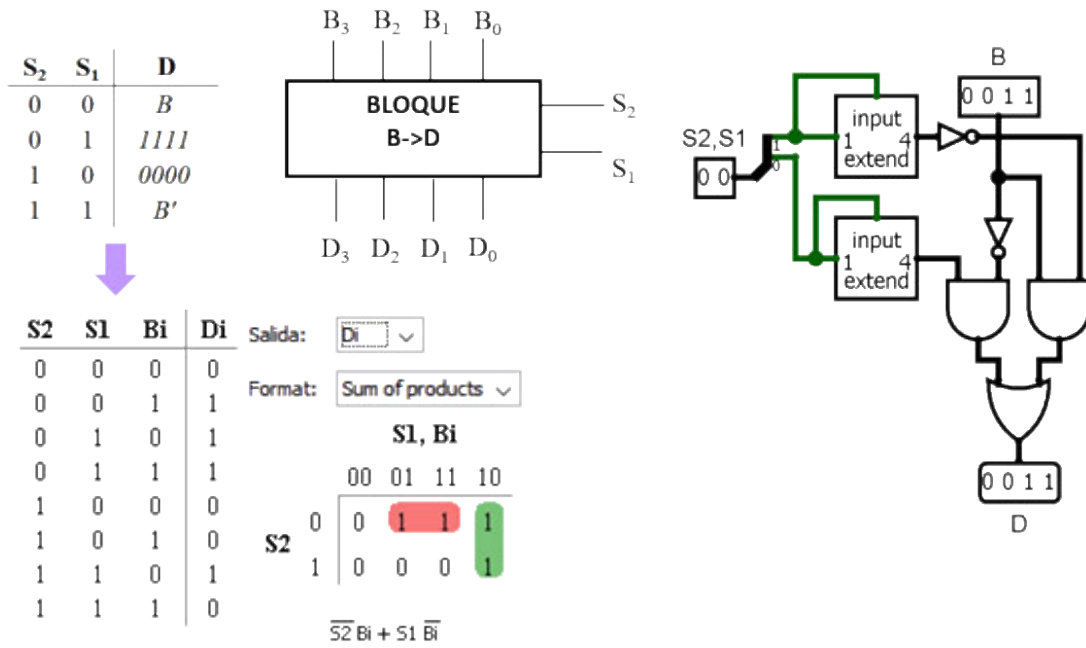 S₂ S₁ D
0 0 B
0 1 1111
1 0 0000
1 1 B'
B₃ B₂ B₁ B₀
BLOQUE
B->D
S₂
S₁
D₃ D₂ D₁ D₀
S2 S1 Bi Di
0 0 0 0
0 0 1 1
0 1 0 1
0 1 1 1
1 0 0 0
1 0 1 0
1 1 0 1
1 1 1 0
Salida: Di
Format: Sum of products
S1, Bi
00 01 11 10
S2
0 0 1 1 1
1 0 0 0 1
S2̅ Bi + S1 B̅i̅
S2,S1
0 0
1
0
input
1 4
extend
input
1 4
extend
B
0 0 1 1
0 0 1 1
D